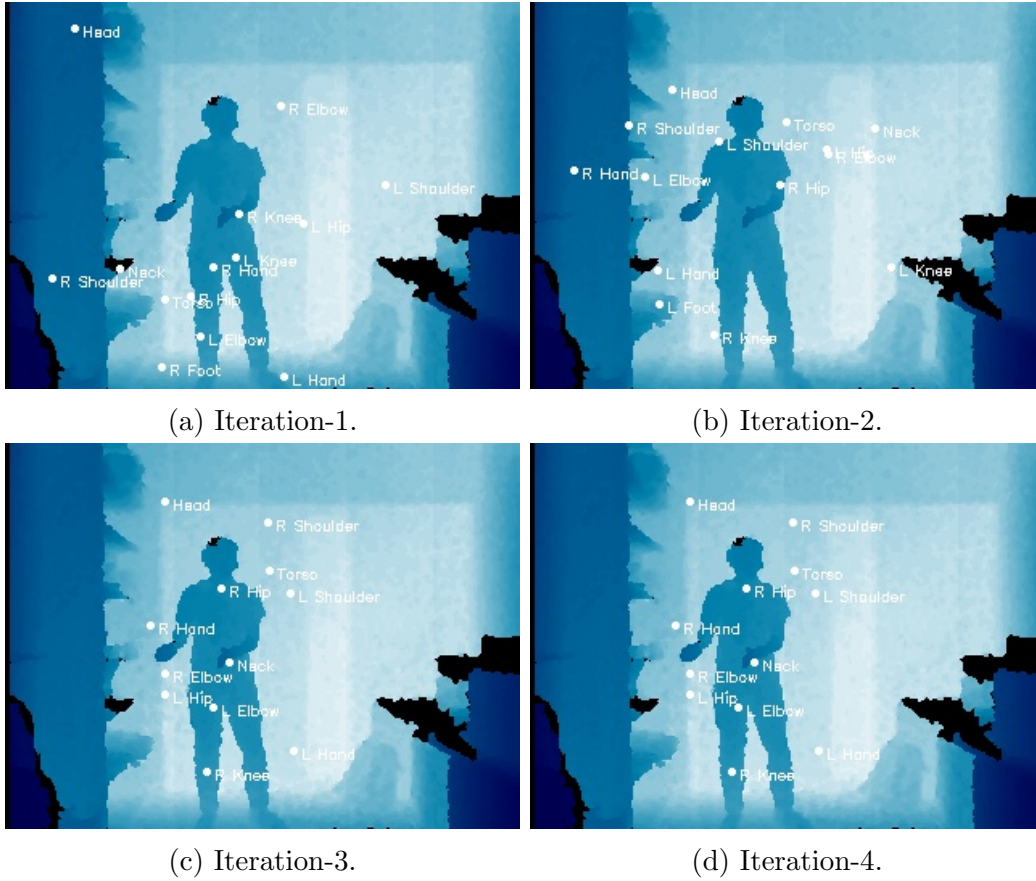 Head
R Elbow
L Shoulder
R Knee
L Hip
L Knee
R Hand
Neck
R Shoulder
R Hip
Torso
L Elbow
R Foot
L Hand
(a) Iteration-1.
Head
Torso
Neck
R Shoulder
L Shoulder
L Hip
R Elbow
R Hand
L Elbow
R Hip
L Hand
L Knee
L Foot
R Knee
(b) Iteration-2.
Head
R Shoulder
Torso
R Hip
L Shoulder
R Hand
Neck
R Elbow
L Hip
L Elbow
L Hand
R Knee
(c) Iteration-3.
Head
R Shoulder
Torso
R Hip
L Shoulder
R Hand
Neck
R Elbow
L Hip
L Elbow
L Hand
R Knee
(d) Iteration-4.